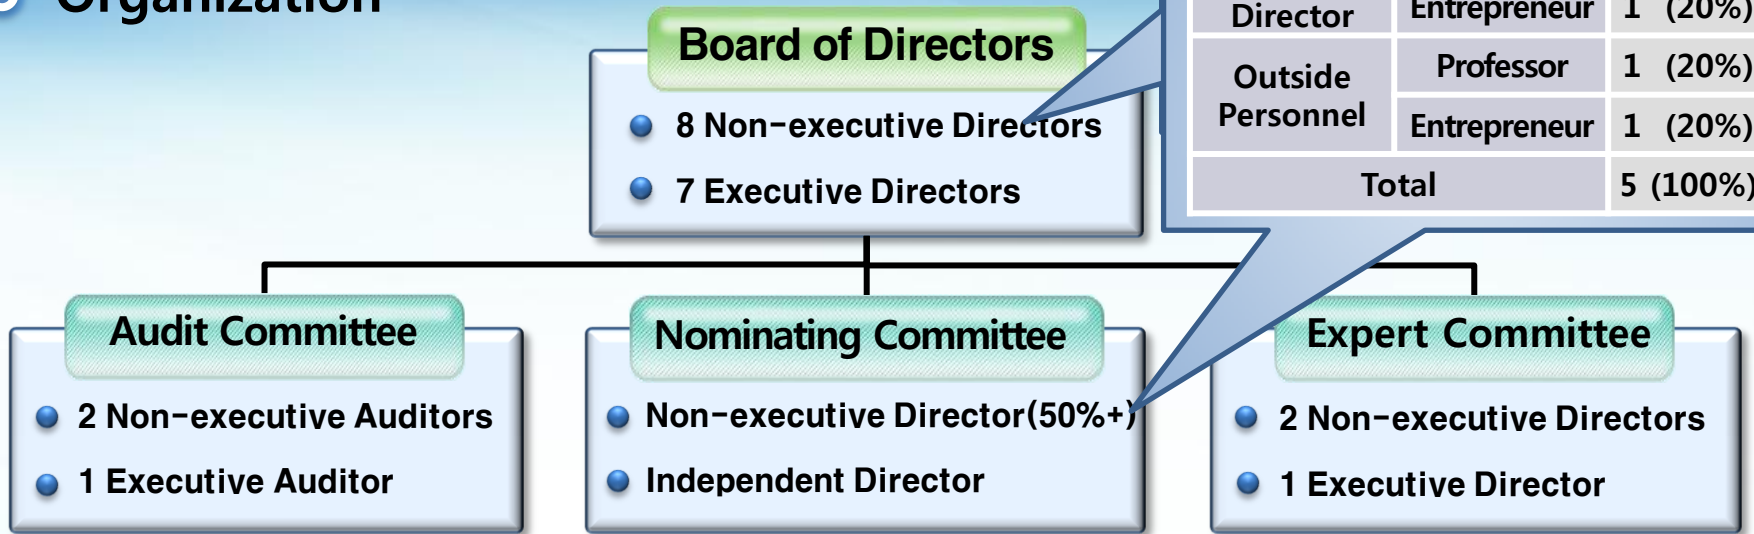 Organization
Board of Directors
8 Non-executive Directors
7 Executive Directors
Director Entrepreneur 1 (20%)
Outside Personnel Professor 1 (20%)
Entrepreneur 1 (20%)
Total 5 (100%)
Audit Committee
2 Non-executive Auditors
1 Executive Auditor
Nominating Committee
Non-executive Director(50%+)
Independent Director
Expert Committee
2 Non-executive Directors
1 Executive Director